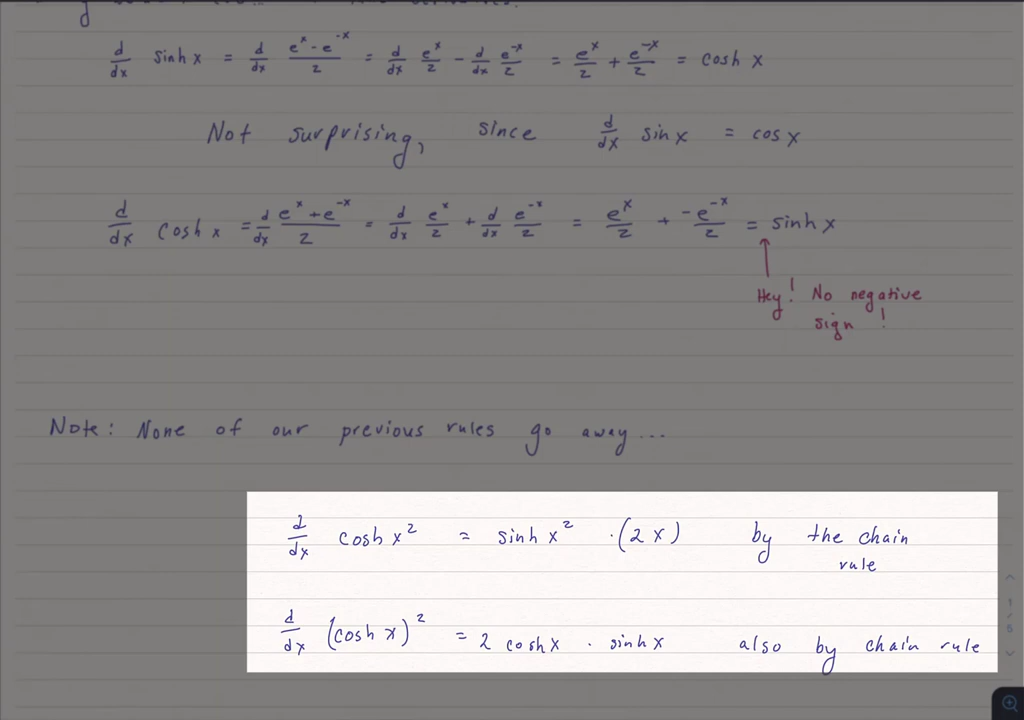 d/dx sinh x = d/dx (e^x - e^-x)/2 = d/dx e^x/2 - d/dx e^-x/2 = e^x/2 + e^-x/2 = cosh x
Not surprising, since d/dx sin x = cos x
d/dx cosh x = d/dx (e^x + e^-x)/2 = d/dx e^x/2 + d/dx e^-x/2 = e^x/2 + -e^-x/2 = sinh x
Hey! No negative
sign !
Note: None of our previous rules go away...
d/dx cosh x² = sinh x² · (2x) by the chain
rule
d/dx (cosh x)² = 2 cosh x · sinh x also by chain rule
1
/
6